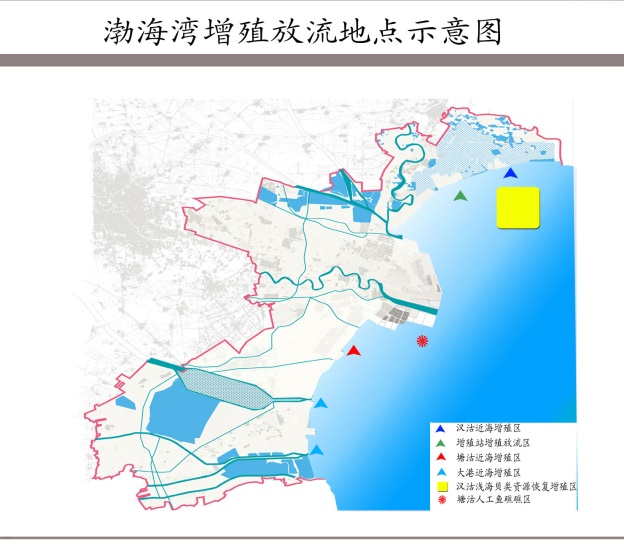 渤海湾增殖放流地点示意图
汉沽近海增殖区
增殖站增殖放流区
塘沽近海增殖区
大港近海增殖区
汉沽浅海贝类资源恢复增殖区
塘沽人工鱼礁礁区